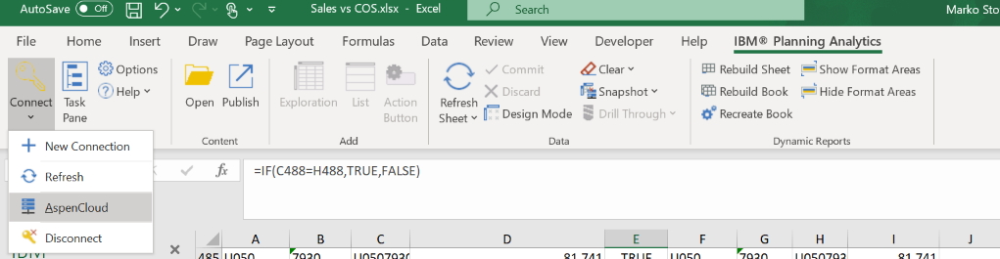 AutoSave Off Sales vs COS.xlsx - Excel Search Marko Sto
File Home Insert Draw Page Layout Formulas Data Review View Developer Help IBM® Planning Analytics
Connect
Task Pane
Options
Help
Open Publish
Content
Exploration List Action Button
Add
Refresh Sheet
Commit
Discard
Design Mode
Clear
Snapshot
Drill Through
Data
Rebuild Sheet
Rebuild Book
Recreate Book
Show Format Areas
Hide Format Areas
Dynamic Reports
New Connection
Refresh
AspenCloud
Disconnect
fx =IF(C488=H488,TRUE,FALSE)
A B C D E F G H I J
485 U050 7930 U0507930 81,741 TRUE U050 7930 U0507930 81,741